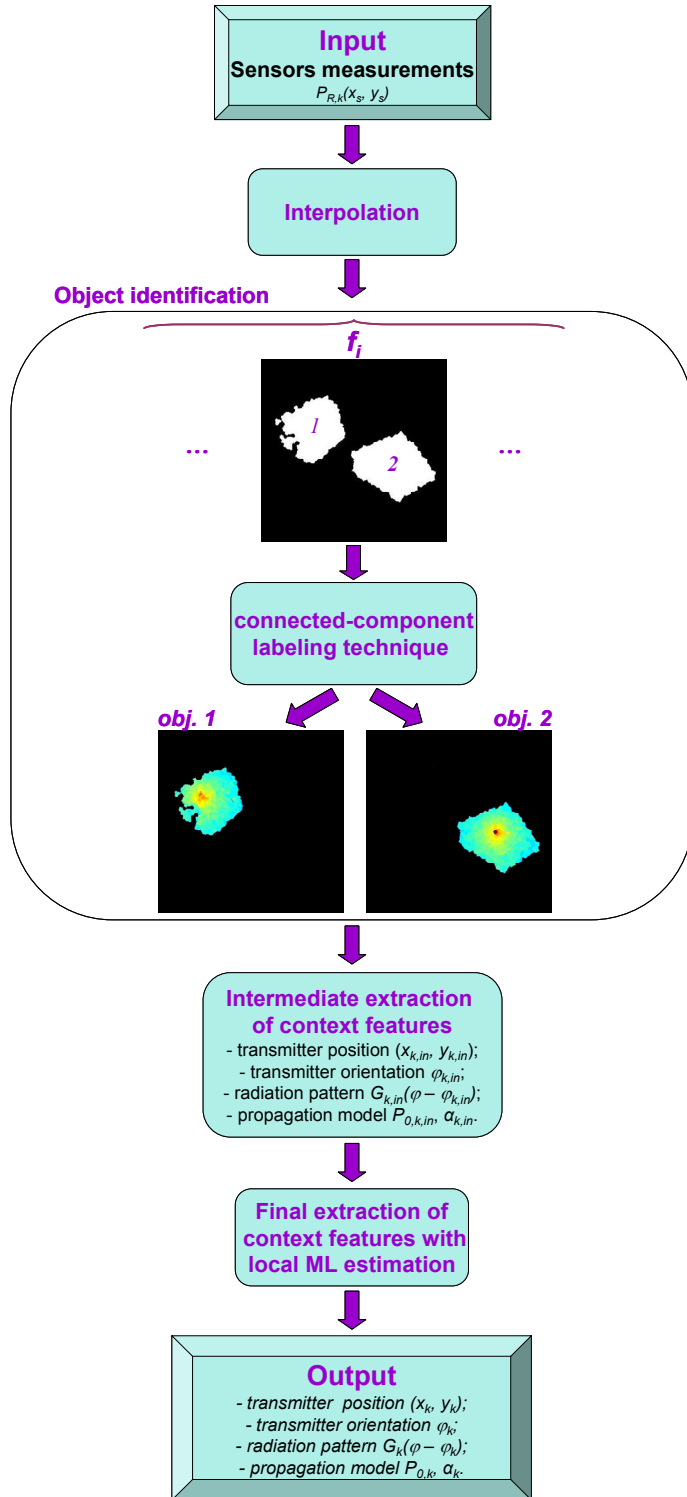 Input
Sensors measurements
P_{R,k}(x_s, y_s)
Interpolation
Object identification
f_i
1
...
2
...
connected-component
labeling technique
obj. 1
obj. 2
Intermediate extraction
of context features
- transmitter position (x_{k,in}, y_{k,in});
- transmitter orientation φ_{k,in};
- radiation pattern G_{k,in}(φ – φ_{k,in});
- propagation model P_{0,k,in}, α_{k,in}.
Final extraction of
context features with
local ML estimation
Output
- transmitter position (x_k, y_k);
- transmitter orientation φ_k;
- radiation pattern G_k(φ – φ_k);
- propagation model P_{0,k}, α_k.